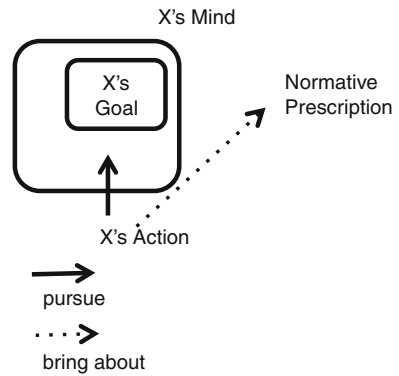 X's Mind
X's
Goal
Normative
Prescription
X's Action
pursue
bring about